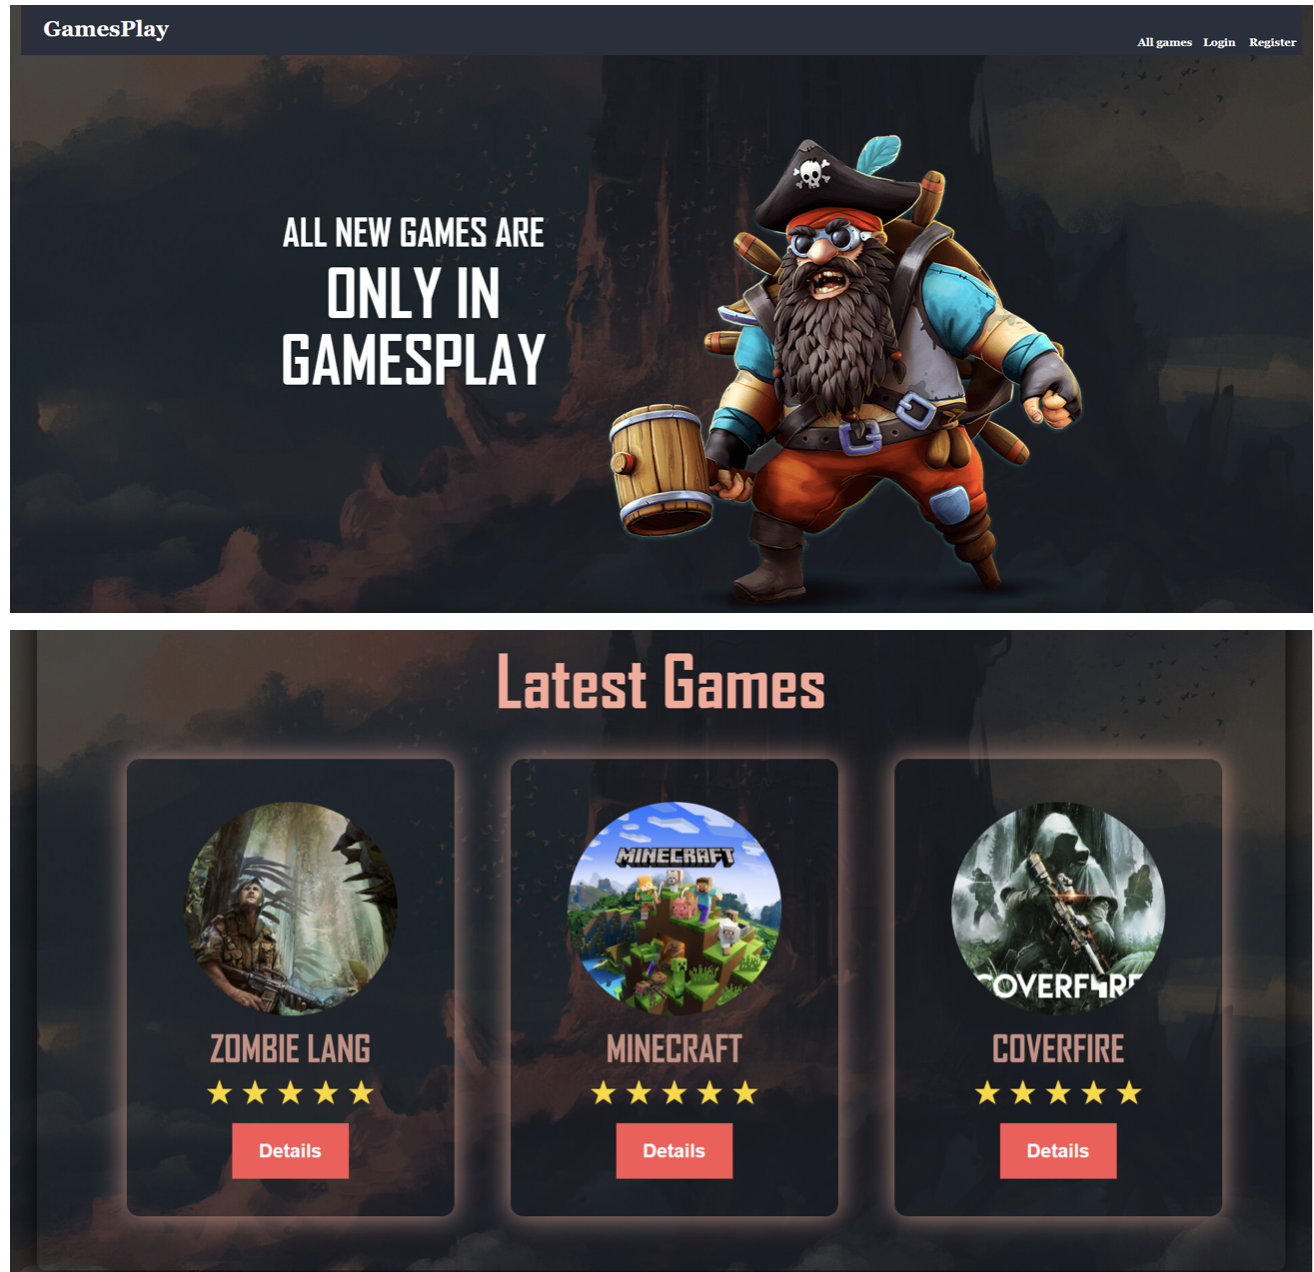 GamesPlay
All games Login Register
ALL NEW GAMES ARE
ONLY IN
GAMESPLAY
Latest Games
MINECRAFT
COVERFIRE
ZOMBIE LANG
MINECRAFT
COVERFIRE
★ ★ ★ ★ ★
★ ★ ★ ★ ★
★ ★ ★ ★ ★
Details
Details
Details